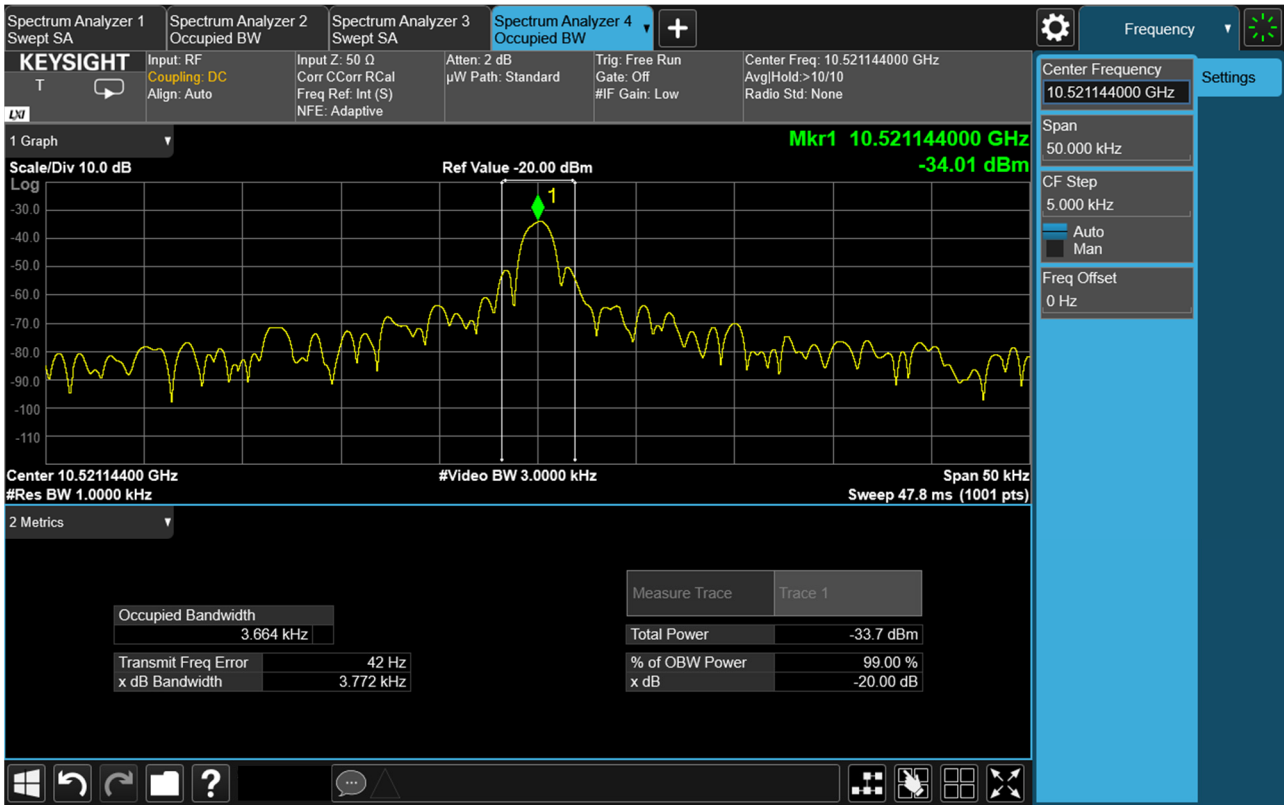 Spectrum Analyzer 1
Swept SA
Spectrum Analyzer 2
Occupied BW
Spectrum Analyzer 3
Swept SA
Spectrum Analyzer 4
Occupied BW
Frequency
KEYSIGHT
T
LXI
Input: RF
Coupling: DC
Align: Auto
Input Z: 50 Ω
Corr CCorr RCal
Freq Ref: Int (S)
NFE: Adaptive
Atten: 2 dB
µW Path: Standard
Trig: Free Run
Gate: Off
#IF Gain: Low
Center Freq: 10.521144000 GHz
Avg|Hold:>10/10
Radio Std: None
Center Frequency
10.521144000 GHz
Settings
Span
50.000 kHz
CF Step
5.000 kHz
Auto
Man
Freq Offset
0 Hz
1 Graph
Mkr1 10.521144000 GHz
-34.01 dBm
Scale/Div 10.0 dB
Ref Value -20.00 dBm
Log
1
-30.0
-40.0
-50.0
-60.0
-70.0
-80.0
-90.0
-100
-110
Center 10.52114400 GHz
#Video BW 3.0000 kHz
Span 50 kHz
#Res BW 1.0000 kHz
Sweep 47.8 ms (1001 pts)
2 Metrics
Measure Trace
Trace 1
Occupied Bandwidth
3.664 kHz
Total Power
-33.7 dBm
Transmit Freq Error
42 Hz
% of OBW Power
99.00 %
x dB Bandwidth
3.772 kHz
x dB
-20.00 dB
?